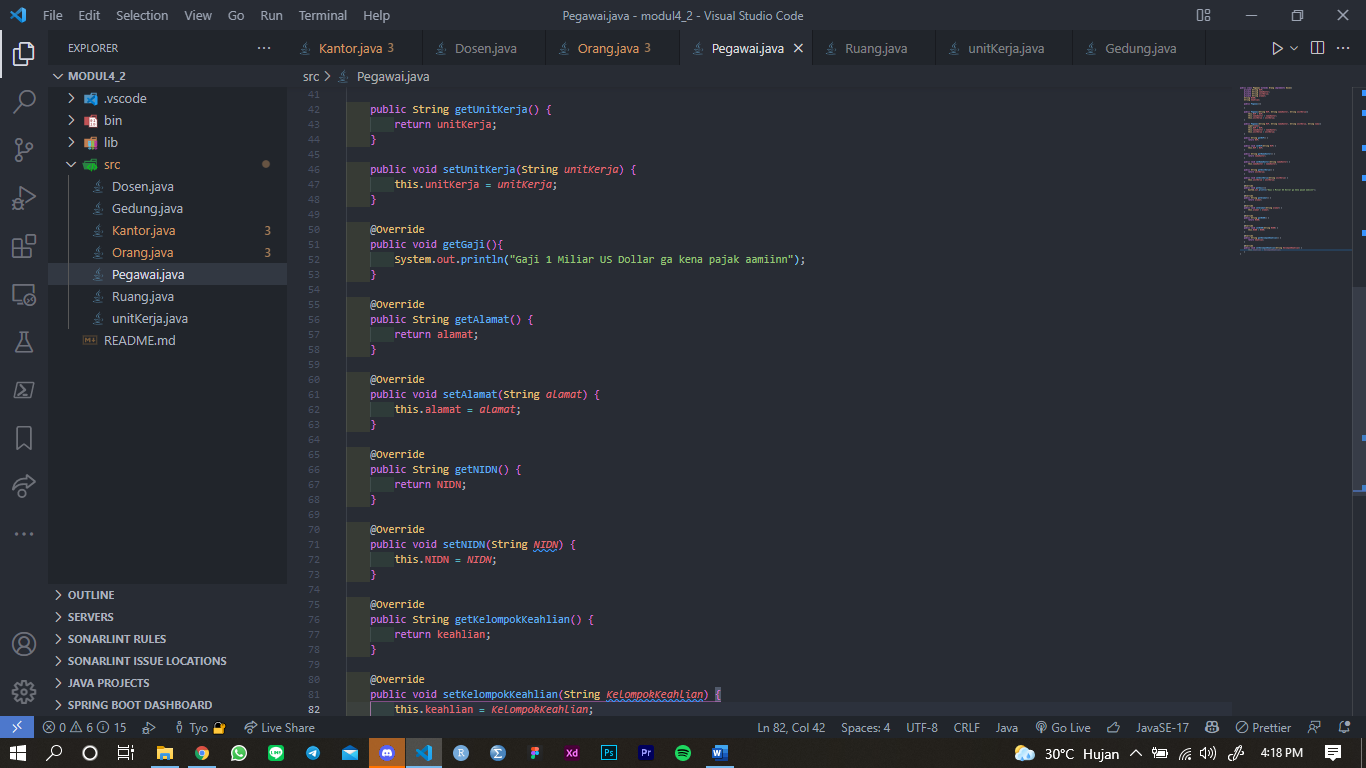 File Edit Selection View Go Run Terminal Help Pegawai.java - modul4_2 - Visual Studio Code
EXPLORER
Kantor.java 3 Dosen.java Orang.java 3 Pegawai.java Ruang.java unitKerja.java Gedung.java
MODUL4_2
.vscode
bin
lib
src
Dosen.java
Gedung.java
Kantor.java 3
Orang.java 3
Pegawai.java
Ruang.java
unitKerja.java
README.md
OUTLINE
SERVERS
SONARLINT RULES
SONARLINT ISSUE LOCATIONS
JAVA PROJECTS
SPRING BOOT DASHBOARD
src > Pegawai.java
41
42 public String getUnitKerja() {
43 return unitKerja;
44 }
45
46 public void setUnitKerja(String unitKerja) {
47 this.unitKerja = unitKerja;
48 }
49
50 @Override
51 public void getGaji(){
52 System.out.println("Gaji 1 Miliar US Dollar ga kena pajak aamiinn");
53 }
54
55 @Override
56 public String getAlamat() {
57 return alamat;
58 }
59
60 @Override
61 public void setAlamat(String alamat) {
62 this.alamat = alamat;
63 }
64
65 @Override
66 public String getNIDN() {
67 return NIDN;
68 }
69
70 @Override
71 public void setNIDN(String NIDN) {
72 this.NIDN = NIDN;
73 }
74
75 @Override
76 public String getKelompokKeahlian() {
77 return keahlian;
78 }
79
80 @Override
81 public void setKelompokKeahlian(String KelompokKeahlian) {
82 this.keahlian = KelompokKeahlian;
0 6 15 Tyo Live Share Ln 82, Col 42 Spaces: 4 UTF-8 CRLF Java Go Live JavaSE-17 Prettier
R Σ Xd Ps Pr W 30°C Hujan 4:18 PM